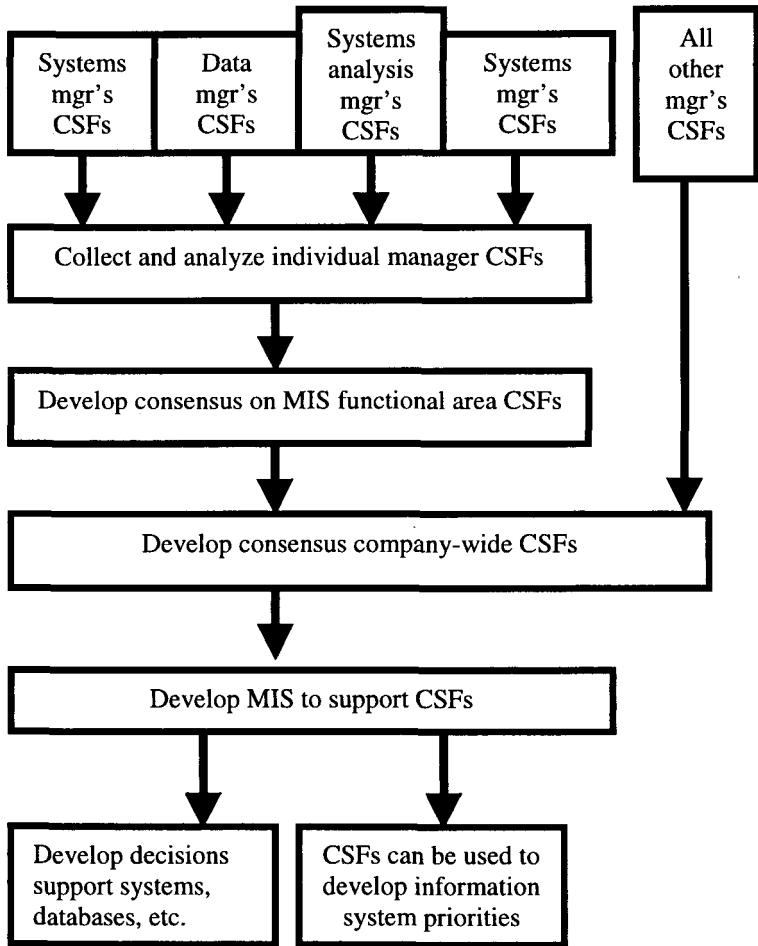 Systems
mgr's
CSFs
Data
mgr's
CSFs
Systems
analysis
mgr's
CSFs
Systems
mgr's
CSFs
All
other
mgr's
CSFs
Collect and analyze individual manager CSFs
Develop consensus on MIS functional area CSFs
Develop consensus company-wide CSFs
Develop MIS to support CSFs
Develop decisions
support systems,
databases, etc.
CSFs can be used to
develop information
system priorities